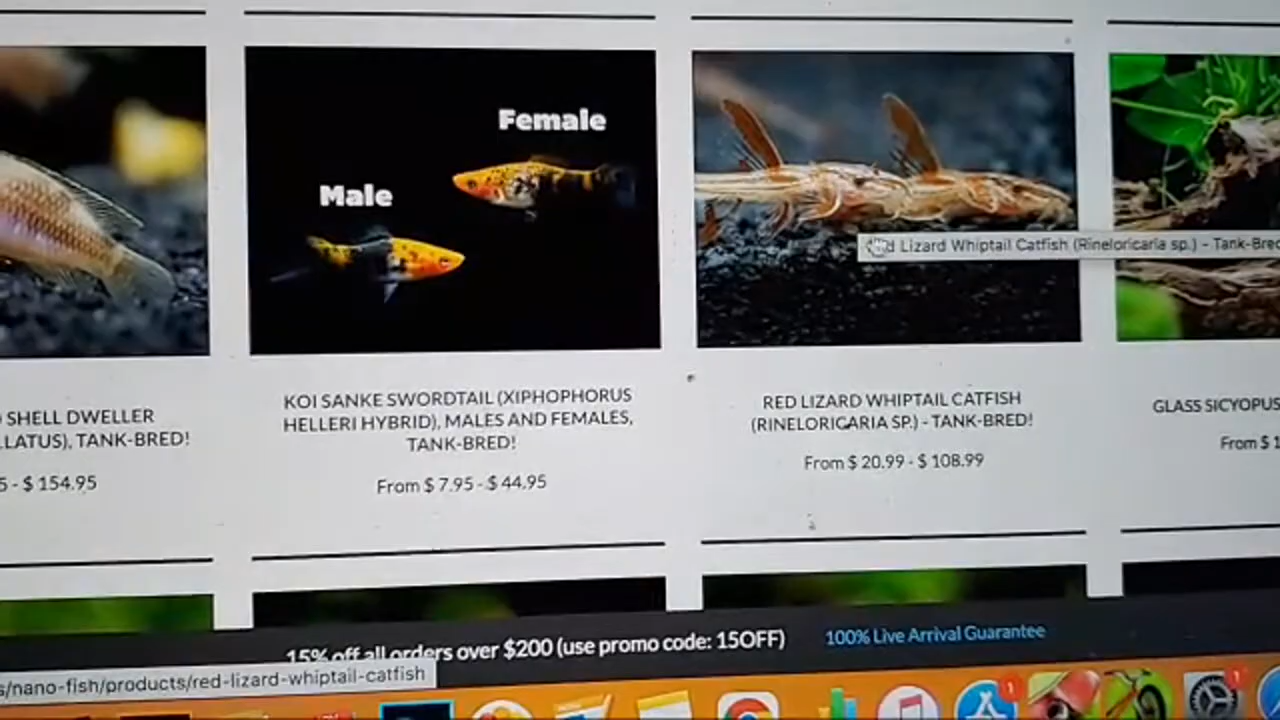 Female
Male
d Lizard Whiptail Catfish (Rineloricaria sp.) - Tank-Bred
SHELL DWELLER
LLATUS), TANK-BRED!
5 - $ 154.95
KOI SANKE SWORDTAIL (XIPHOPHORUS
HELLERI HYBRID), MALES AND FEMALES,
TANK-BRED!
From $ 7.95 - $ 44.95
RED LIZARD WHIPTAIL CATFISH
(RINELORICARIA SP.) - TANK-BRED!
From $ 20.99 - $ 108.99
GLASS SICYOPUS
From $ 1
15% off all orders over $200 (use promo code: 15OFF)
100% Live Arrival Guarantee
s/nano-fish/products/red-lizard-whiptail-catfish
1
1